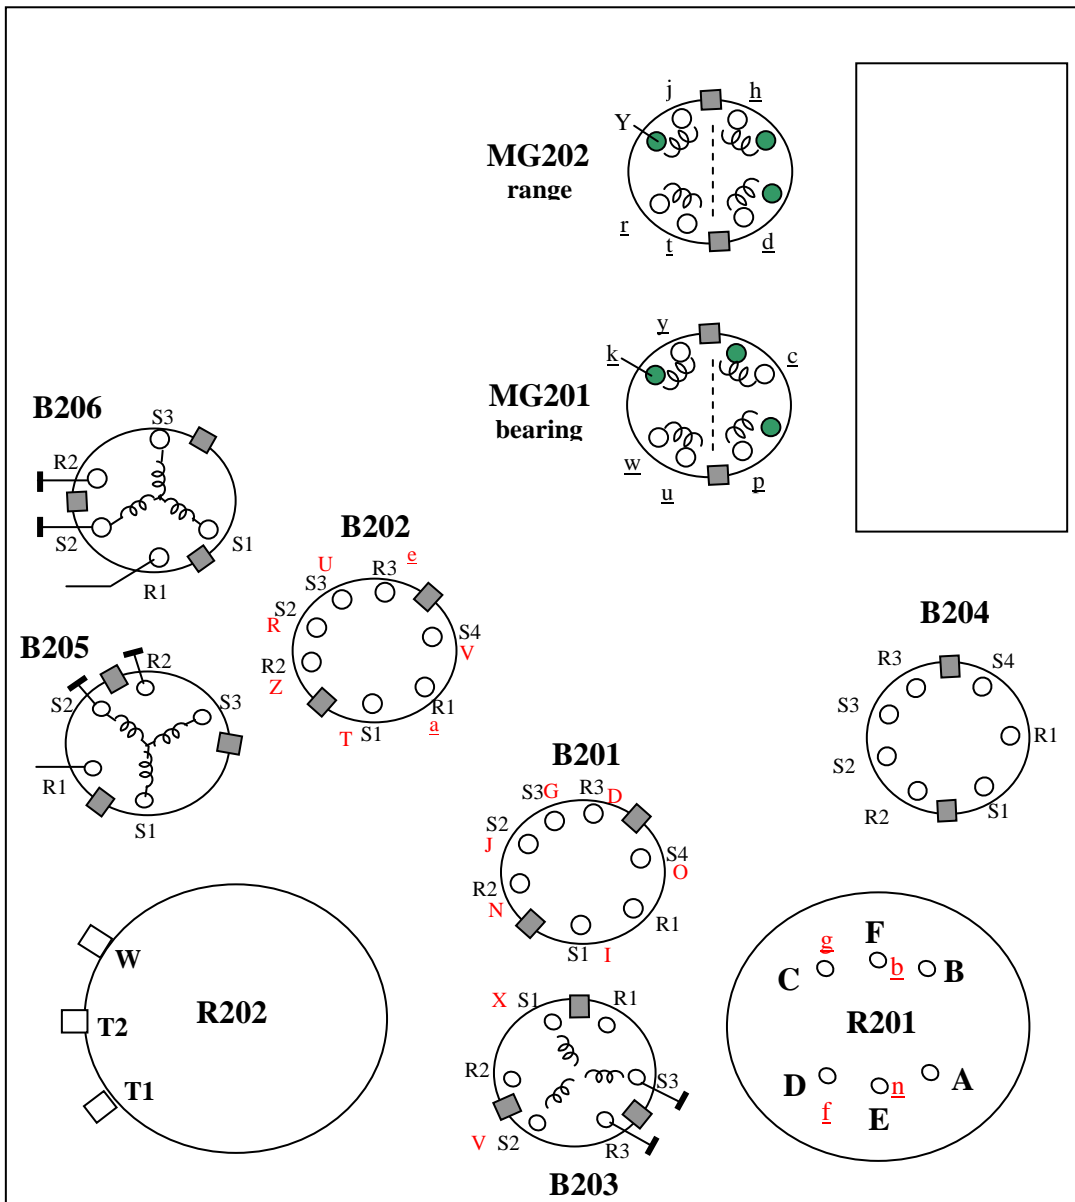 j h
Y
MG202
range
r
t d
y
k c
MG201
bearing
w
u p
B206
S3
R2
S2 S1
R1
B202
U e
S3 R3
S2
R S4
V
R2
Z
R1
T S1 a
B205
R2
S2 S3
R1
S1
B204
R3 S4
S3
R1
S2
R2 S1
B201
S3 G R3 D
S2
J S4
O
R2
N R1
S1 I
W
T2 R202
T1
X S1 R1
R2
S3
V S2 R3
B203
g F
C b B
R201
D n A
f E